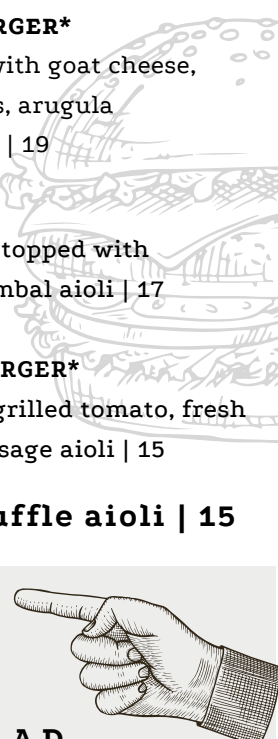 RGER*
with goat cheese,
s, arugula
| 19
topped with
mbal aioli | 17
RGER*
grilled tomato, fresh
sage aioli | 15
uffle aioli | 15
AD